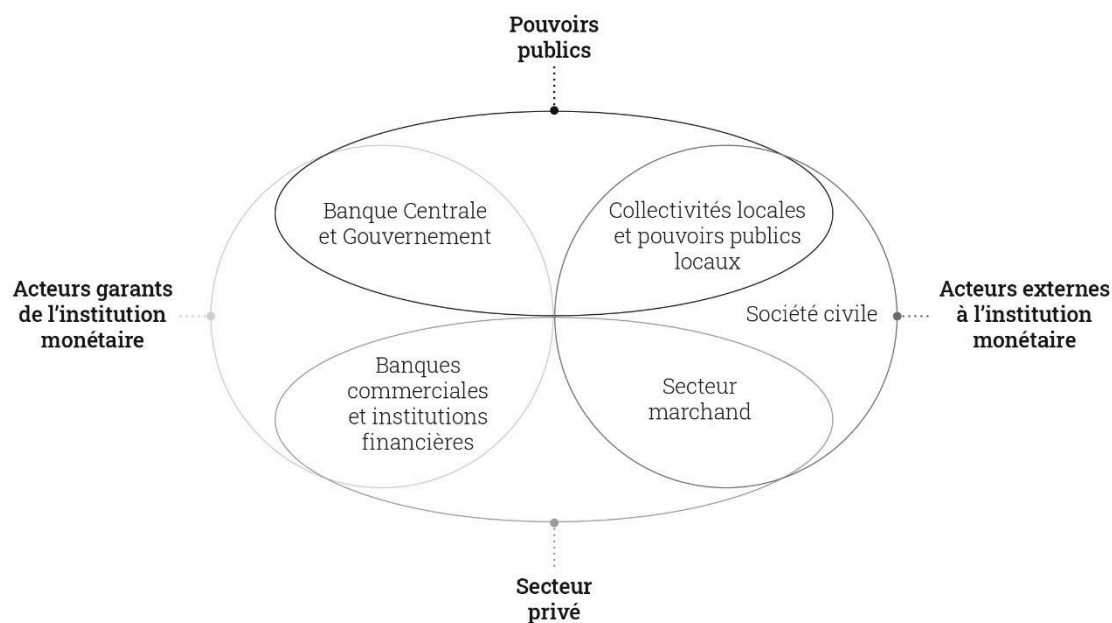 Pouvoirs
publics
Banque Centrale
et Gouvernement
Collectivités locales
et pouvoirs publics
locaux
Acteurs garants
de l’institution
monétaire
Société civile
Acteurs externes
à l’institution
monétaire
Banques
commerciales
et institutions
financières
Secteur
marchand
Secteur
privé